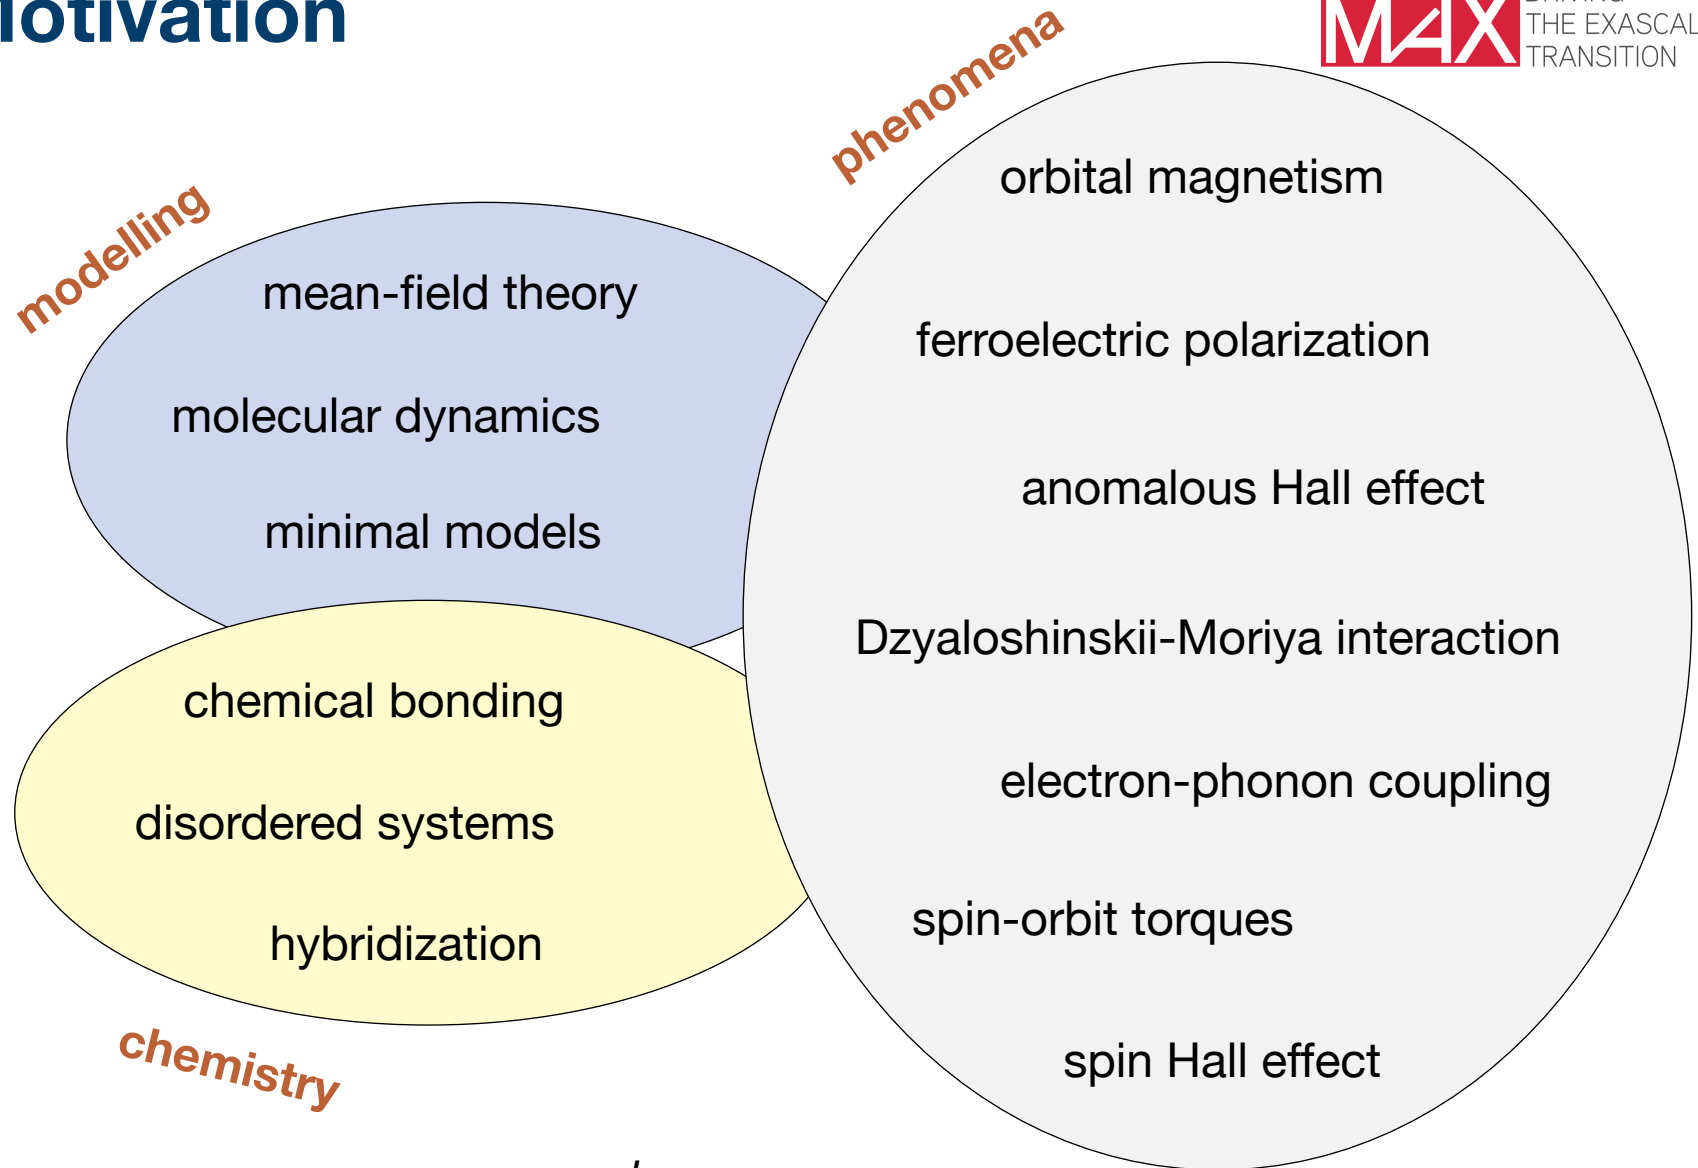 otivation
MAX
THE EXASCAL
TRANSITION
phenomena
orbital magnetism
ferroelectric polarization
anomalous Hall effect
Dzyaloshinskii-Moriya interaction
electron-phonon coupling
spin-orbit torques
spin Hall effect
modelling
mean-field theory
molecular dynamics
minimal models
chemical bonding
disordered systems
hybridization
chemistry